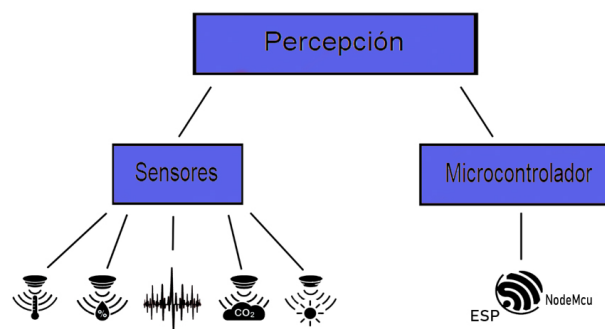 Percepción
Sensores
Microcontrolador
%
CO2
ESP
NodeMcu